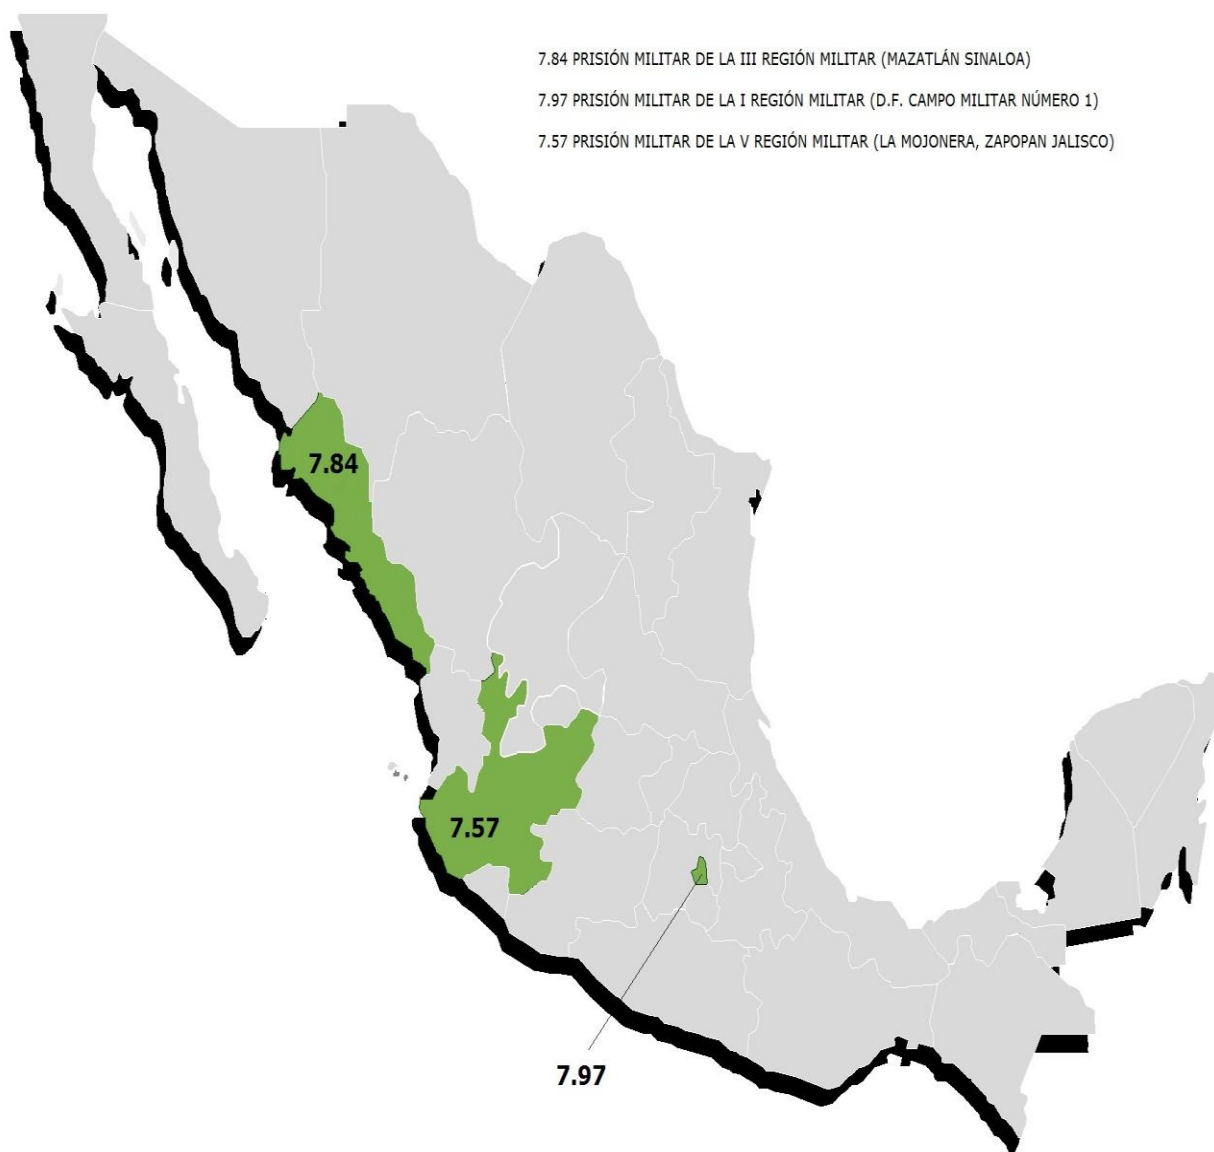 7.84 PRISIÓN MILITAR DE LA III REGIÓN MILITAR (MAZATLÁN SINALOA)
7.97 PRISIÓN MILITAR DE LA I REGIÓN MILITAR (D.F. CAMPO MILITAR NÚMERO 1)
7.57 PRISIÓN MILITAR DE LA V REGIÓN MILITAR (LA MOJONERA, ZAPOPAN JALISCO)
7.84
7.57
7.97